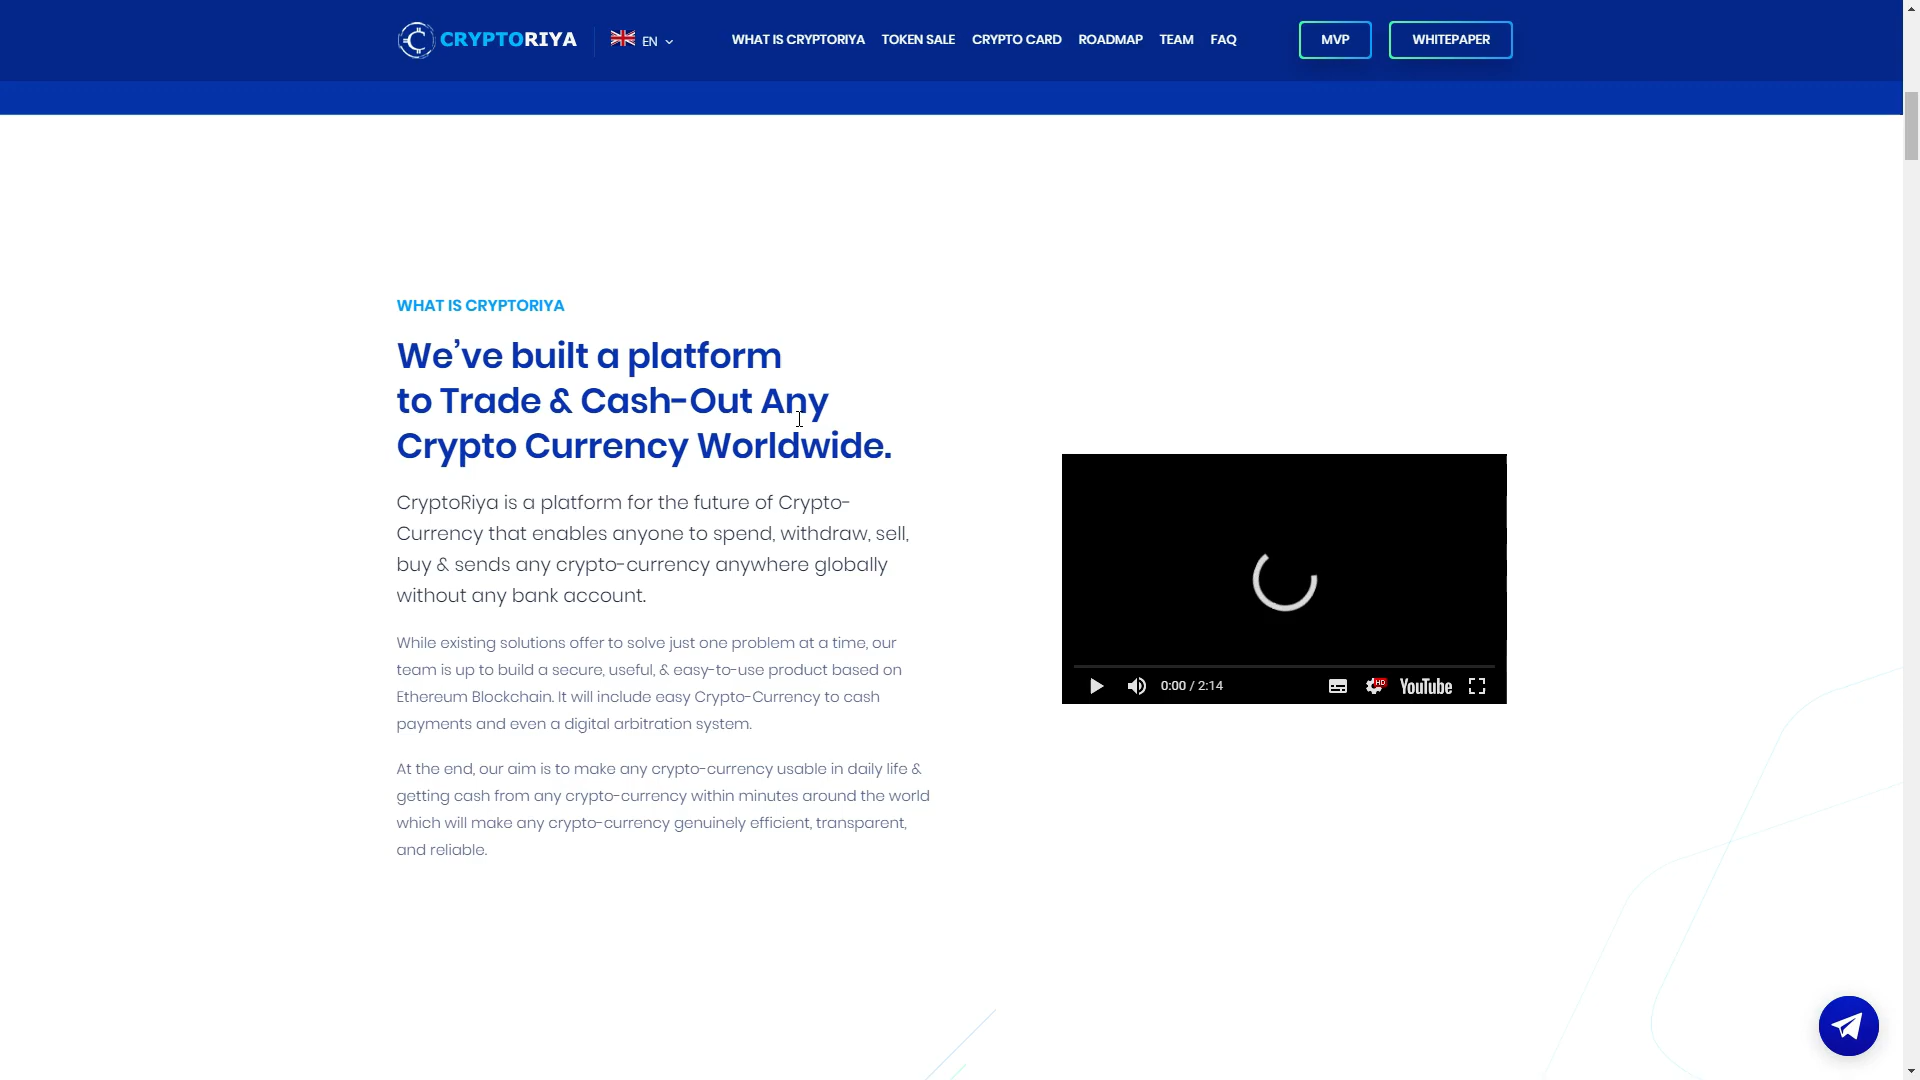 CRYPTORIYA
EN
WHAT IS CRYPTORIYA
TOKEN SALE
CRYPTO CARD
ROADMAP
TEAM
FAQ
MVP
WHITEPAPER
WHAT IS CRYPTORIYA
We’ve built a platform
to Trade & Cash-Out Any
Crypto Currency Worldwide.
CryptoRiya is a platform for the future of Crypto-
Currency that enables anyone to spend, withdraw, sell,
buy & sends any crypto-currency anywhere globally
without any bank account.
While existing solutions offer to solve just one problem at a time, our
team is up to build a secure, useful, & easy-to-use product based on
Ethereum Blockchain. It will include easy Crypto-Currency to cash
payments and even a digital arbitration system.
At the end, our aim is to make any crypto-currency usable in daily life &
getting cash from any crypto-currency within minutes around the world
which will make any crypto-currency genuinely efficient, transparent,
and reliable.
0:00 / 2:14
HD
YouTube